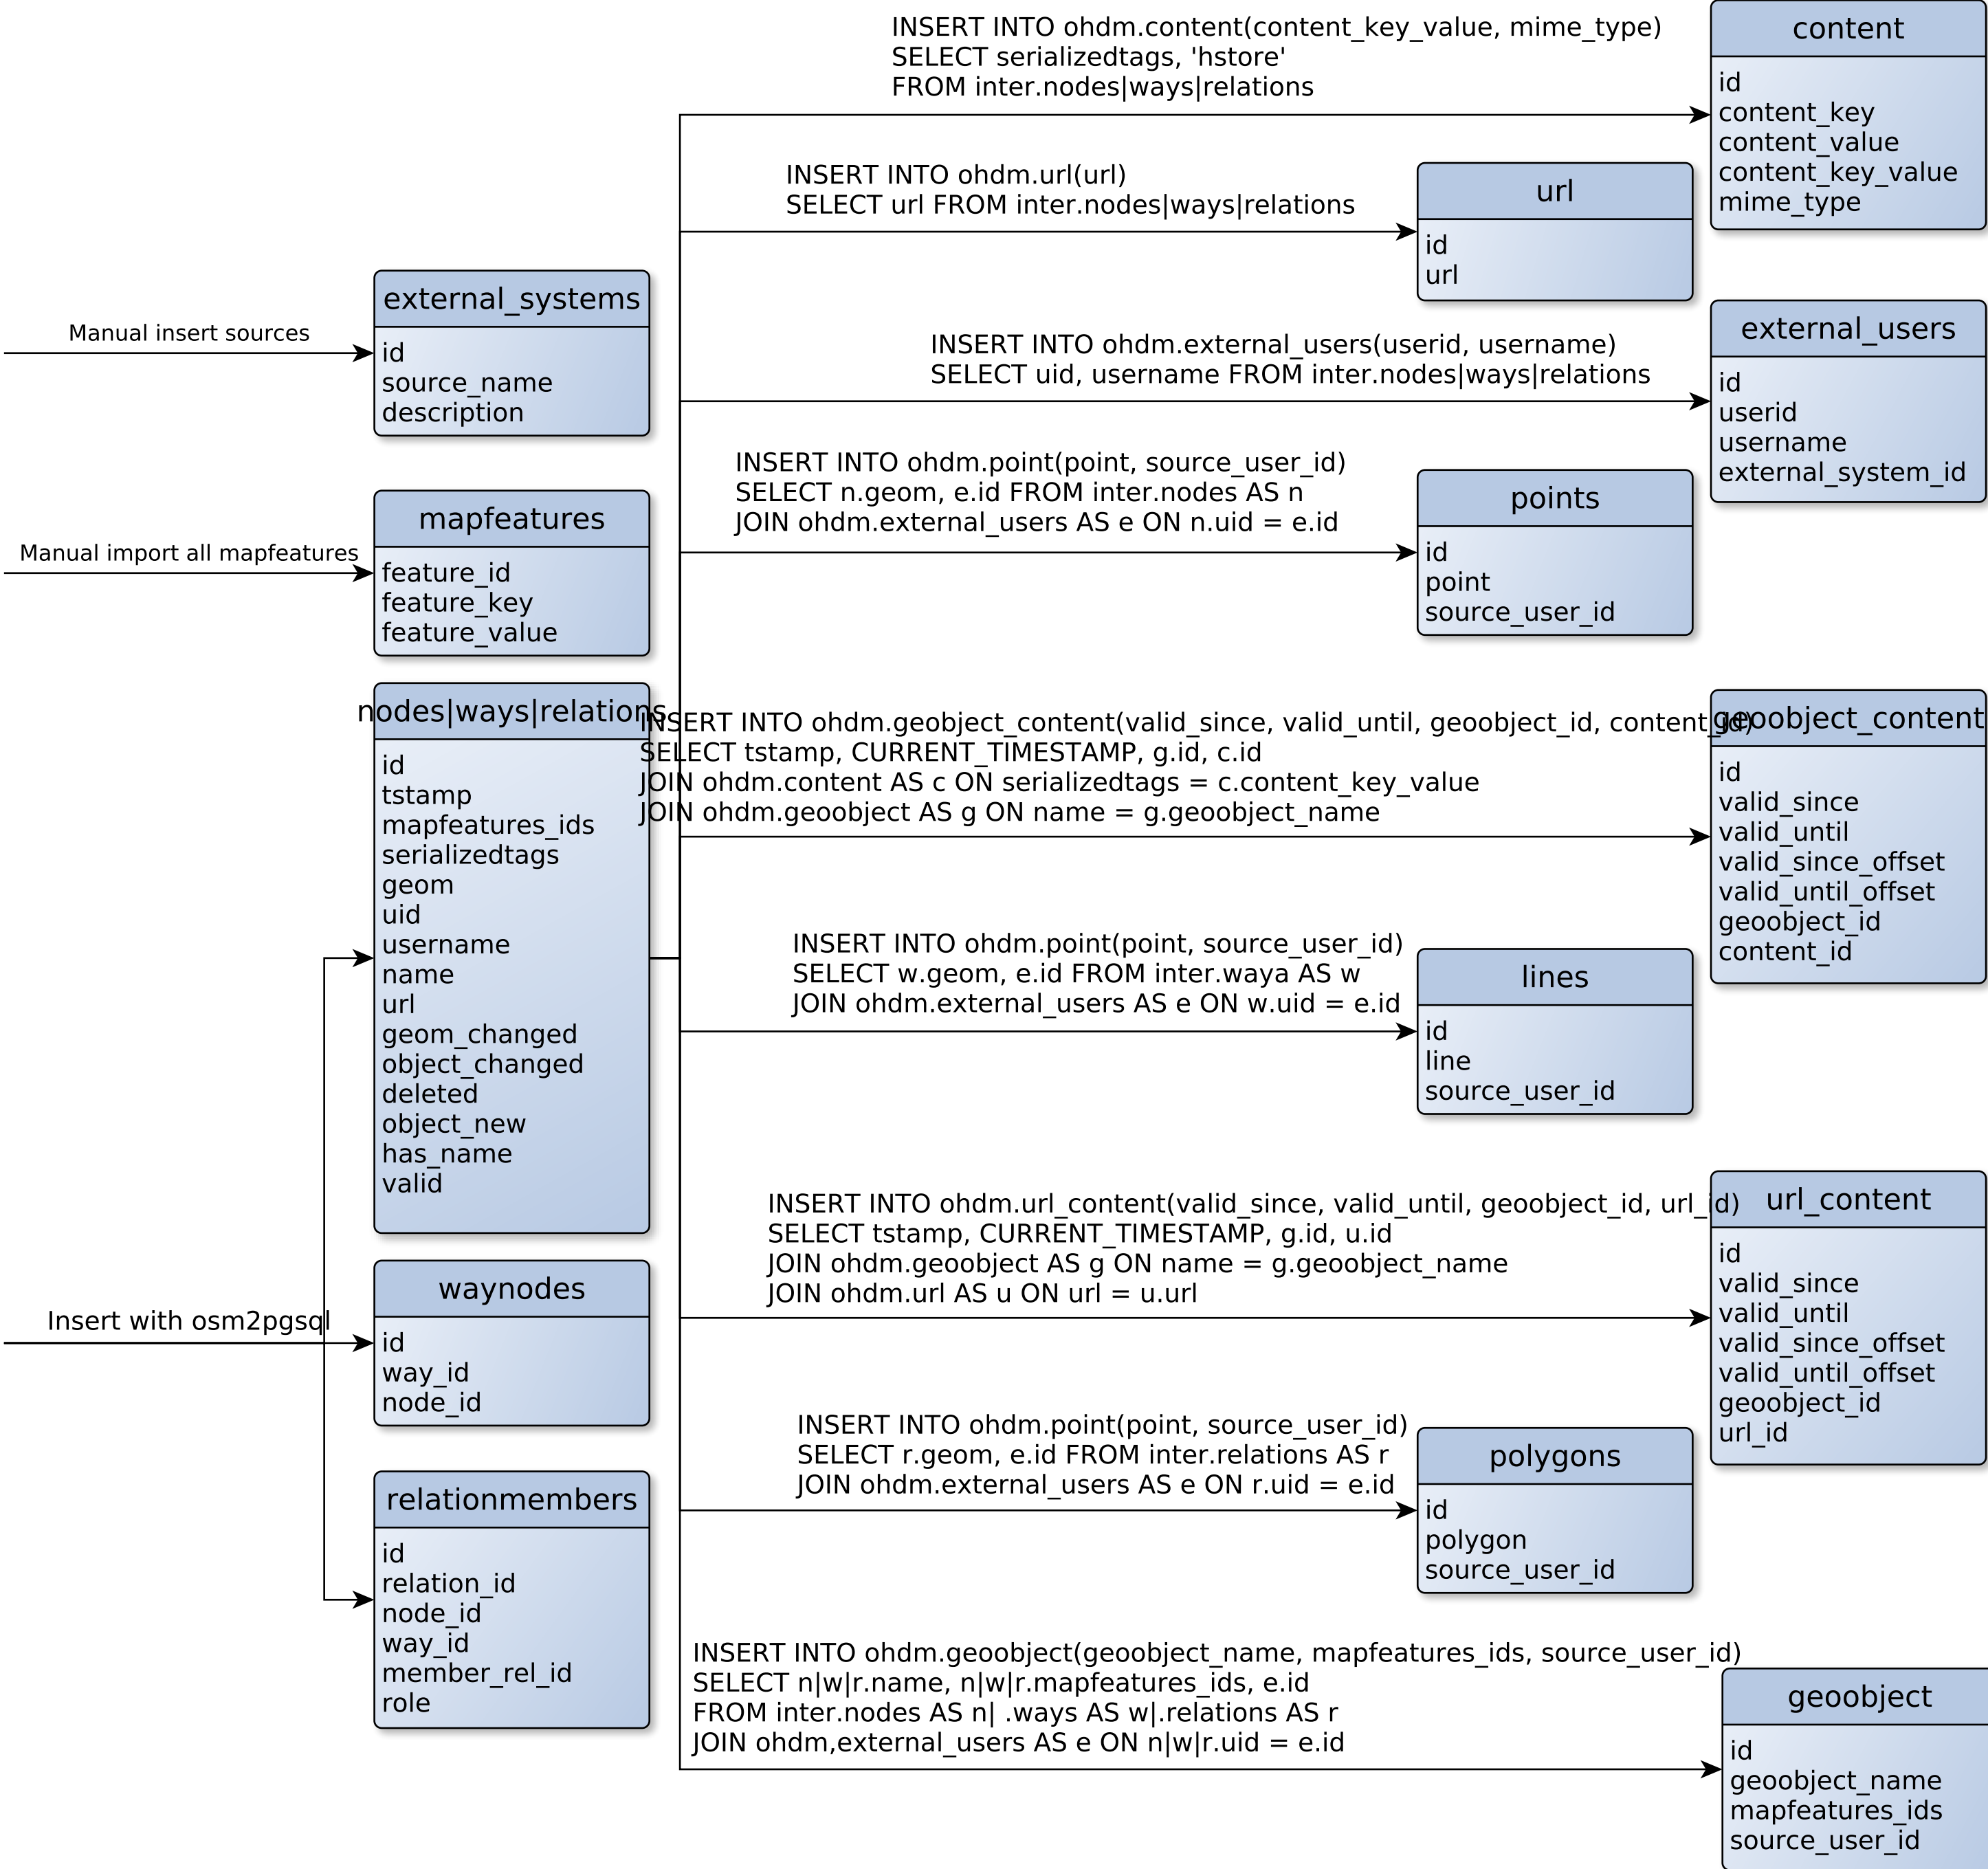 INSERT INTO ohdm.content(content_key_value, mime_type)
SELECT serializedtags, 'hstore'
FROM inter.nodes|ways|relations
content
id
content_key
content_value
content_key_value
mime_type
INSERT INTO ohdm.url(url)
SELECT url FROM inter.nodes|ways|relations
url
id
url
Manual insert sources
external_systems
id
source_name
description
INSERT INTO ohdm.external_users(userid, username)
SELECT uid, username FROM inter.nodes|ways|relations
external_users
id
userid
username
external_system_id
Manual import all mapfeatures
mapfeatures
feature_id
feature_key
feature_value
INSERT INTO ohdm.point(point, source_user_id)
SELECT n.geom, e.id FROM inter.nodes AS n
JOIN ohdm.external_users AS e ON n.uid = e.id
points
id
point
source_user_id
nodes|ways|relations
id
tstamp
mapfeatures_ids
serializedtags
geom
uid
username
name
url
geom_changed
object_changed
deleted
object_new
has_name
valid
INSERT INTO ohdm.geobject_content(valid_since, valid_until, geoobject_id, content_id)
SELECT tstamp, CURRENT_TIMESTAMP, g.id, c.id
JOIN ohdm.content AS c ON serializedtags = c.content_key_value
JOIN ohdm.geoobject AS g ON name = g.geoobject_name
geoobject_content
id
valid_since
valid_until
valid_since_offset
valid_until_offset
geoobject_id
content_id
INSERT INTO ohdm.point(point, source_user_id)
SELECT w.geom, e.id FROM inter.waya AS w
JOIN ohdm.external_users AS e ON w.uid = e.id
lines
id
line
source_user_id
INSERT INTO ohdm.url_content(valid_since, valid_until, geoobject_id, url_id)
SELECT tstamp, CURRENT_TIMESTAMP, g.id, u.id
JOIN ohdm.geoobject AS g ON name = g.geoobject_name
JOIN ohdm.url AS u ON url = u.url
url_content
id
valid_since
valid_until
valid_since_offset
valid_until_offset
geoobject_id
url_id
Insert with osm2pgsql
waynodes
id
way_id
node_id
INSERT INTO ohdm.point(point, source_user_id)
SELECT r.geom, e.id FROM inter.relations AS r
JOIN ohdm.external_users AS e ON r.uid = e.id
polygons
id
polygon
source_user_id
relationmembers
id
relation_id
node_id
way_id
member_rel_id
role
INSERT INTO ohdm.geoobject(geoobject_name, mapfeatures_ids, source_user_id)
SELECT n|w|r.name, n|w|r.mapfeatures_ids, e.id
FROM inter.nodes AS n| .ways AS w|.relations AS r
JOIN ohdm,external_users AS e ON n|w|r.uid = e.id
geoobject
id
geoobject_name
mapfeatures_ids
source_user_id